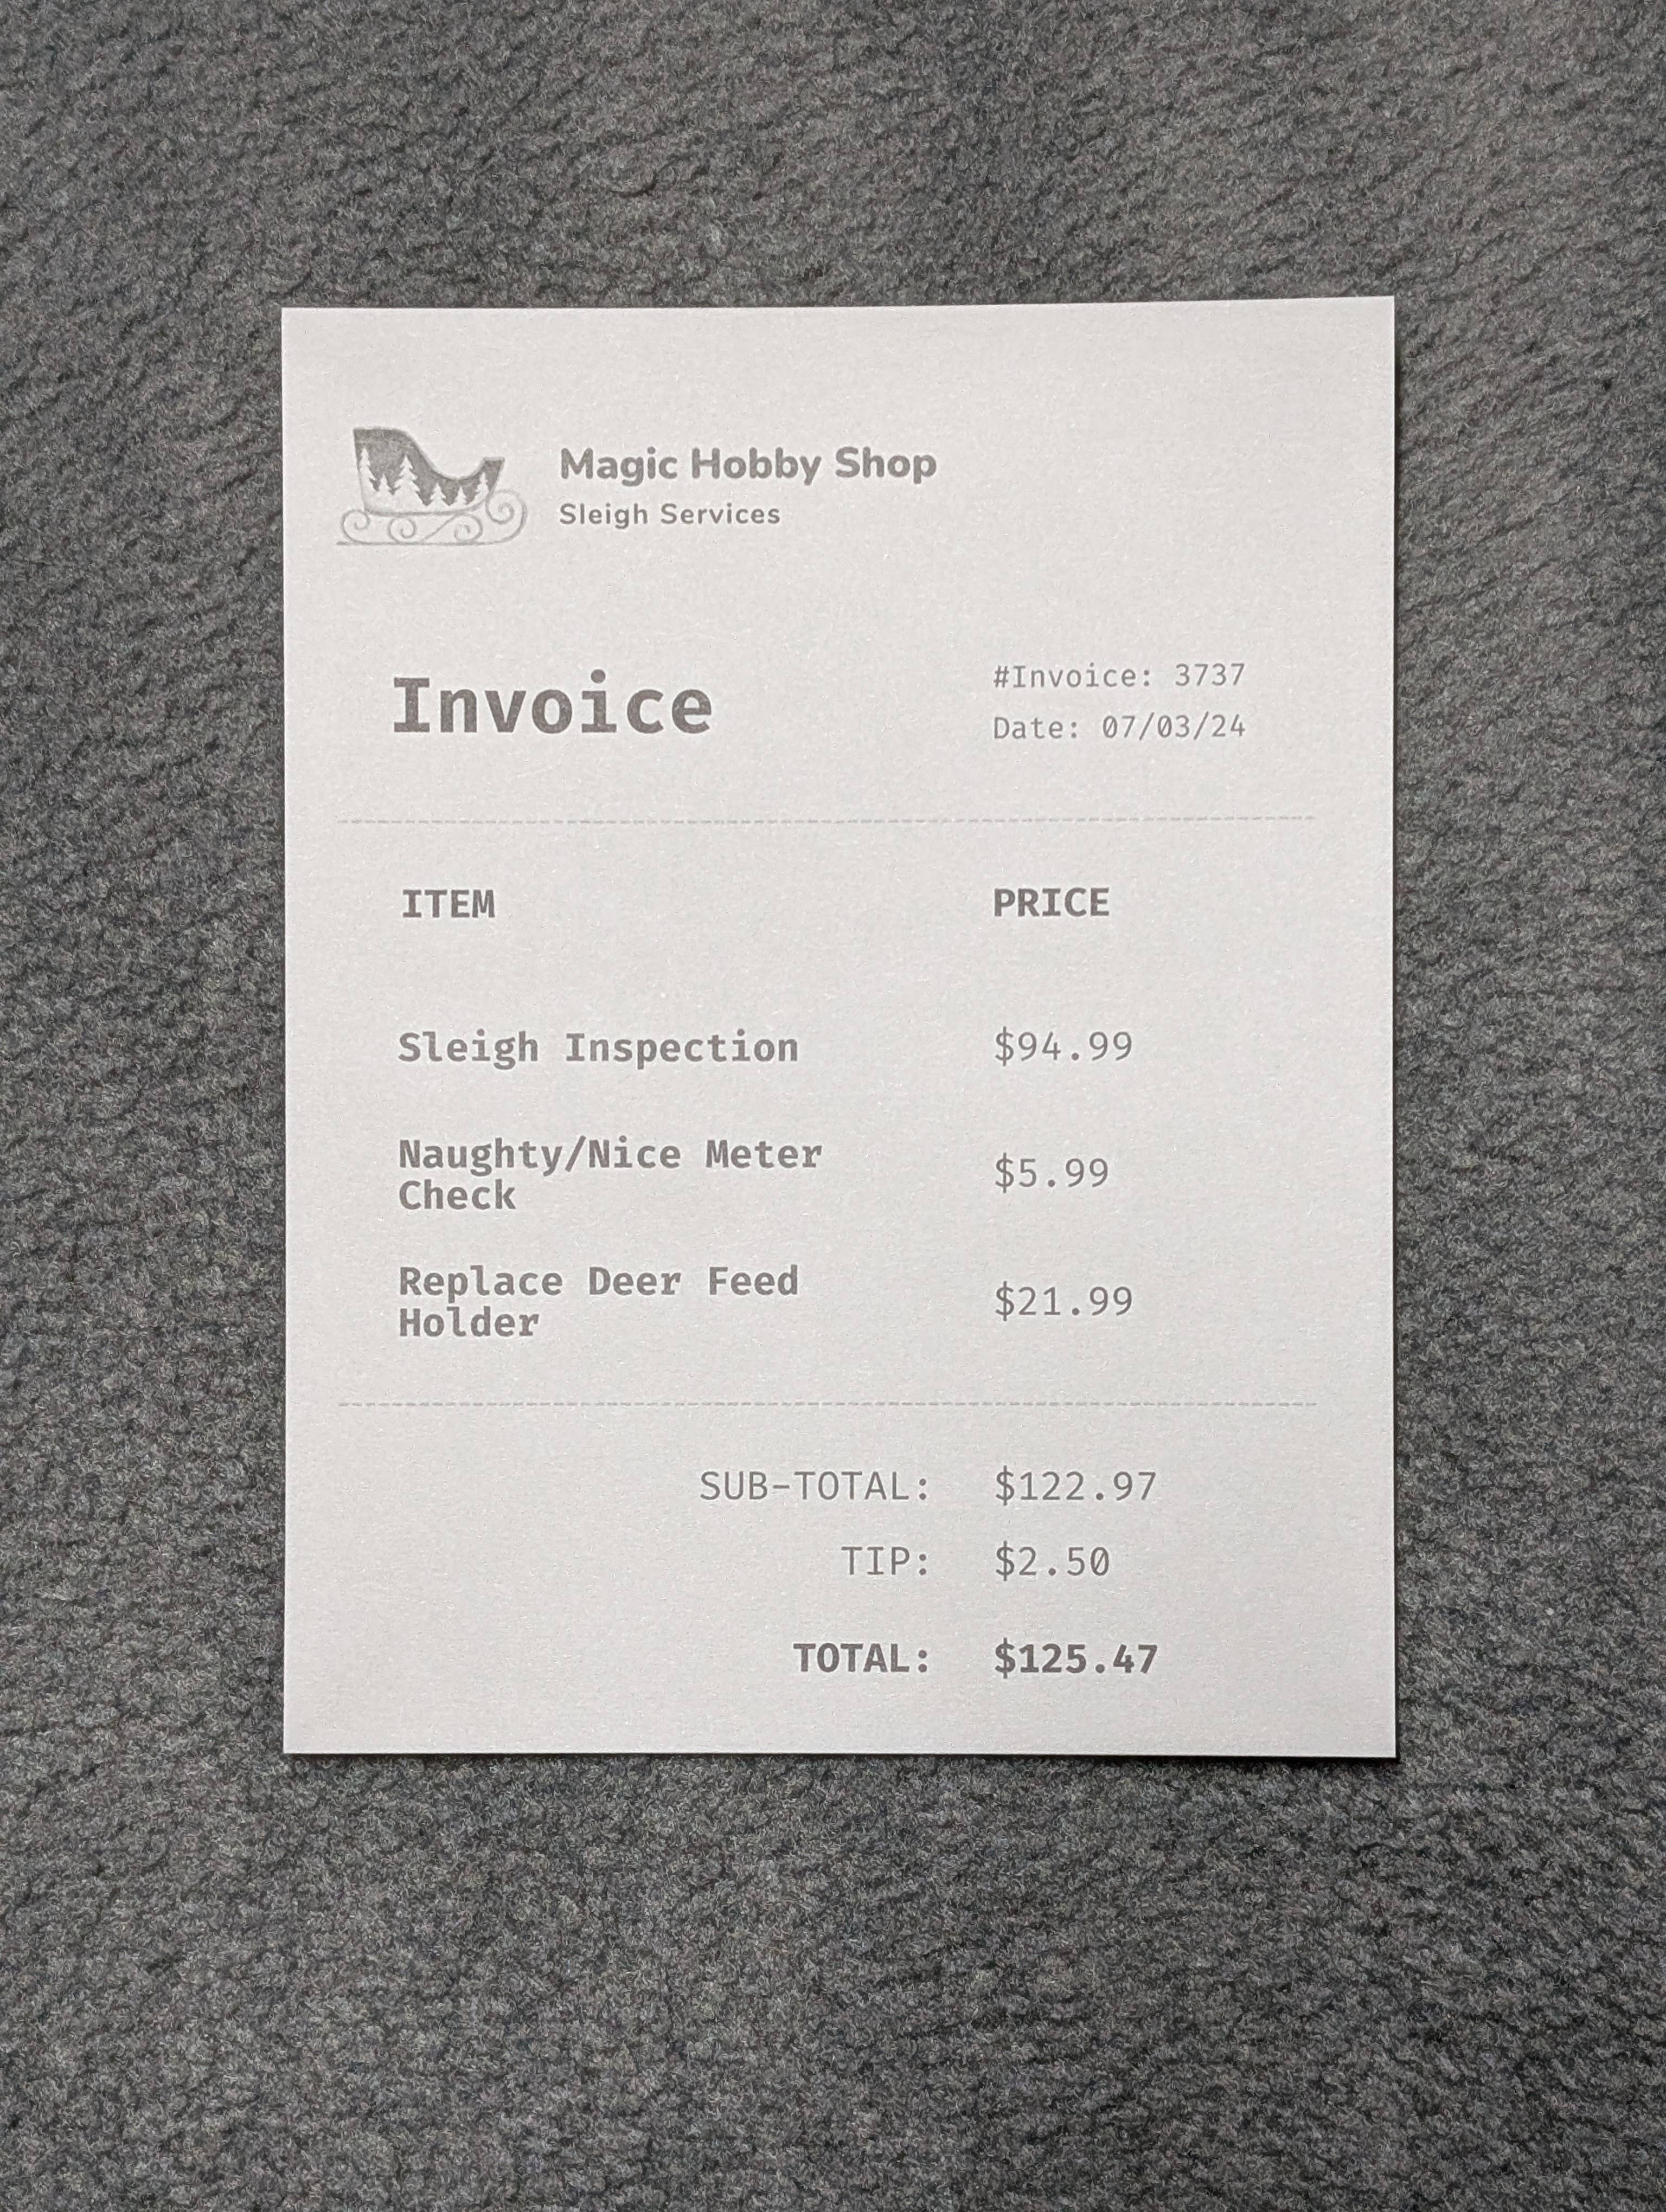 Magic Hobby Shop
Sleigh Services
Invoice
#Invoice: 3737
Date: 07/03/24
ITEM PRICE
Sleigh Inspection $94.99
Naughty/Nice Meter
Check
$5.99
Replace Deer Feed
Holder
$21.99
SUB-TOTAL: $122.97
TIP: $2.50
TOTAL: $125.47